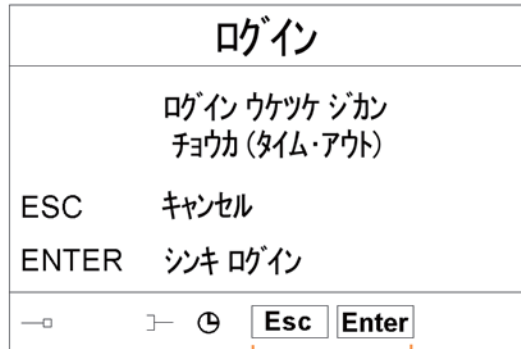 ログイン
ログイン ウケツケ ジカン
チョウカ (タイム・アウト)
ESC キャンセル
ENTER シンキ ログイン
Esc Enter